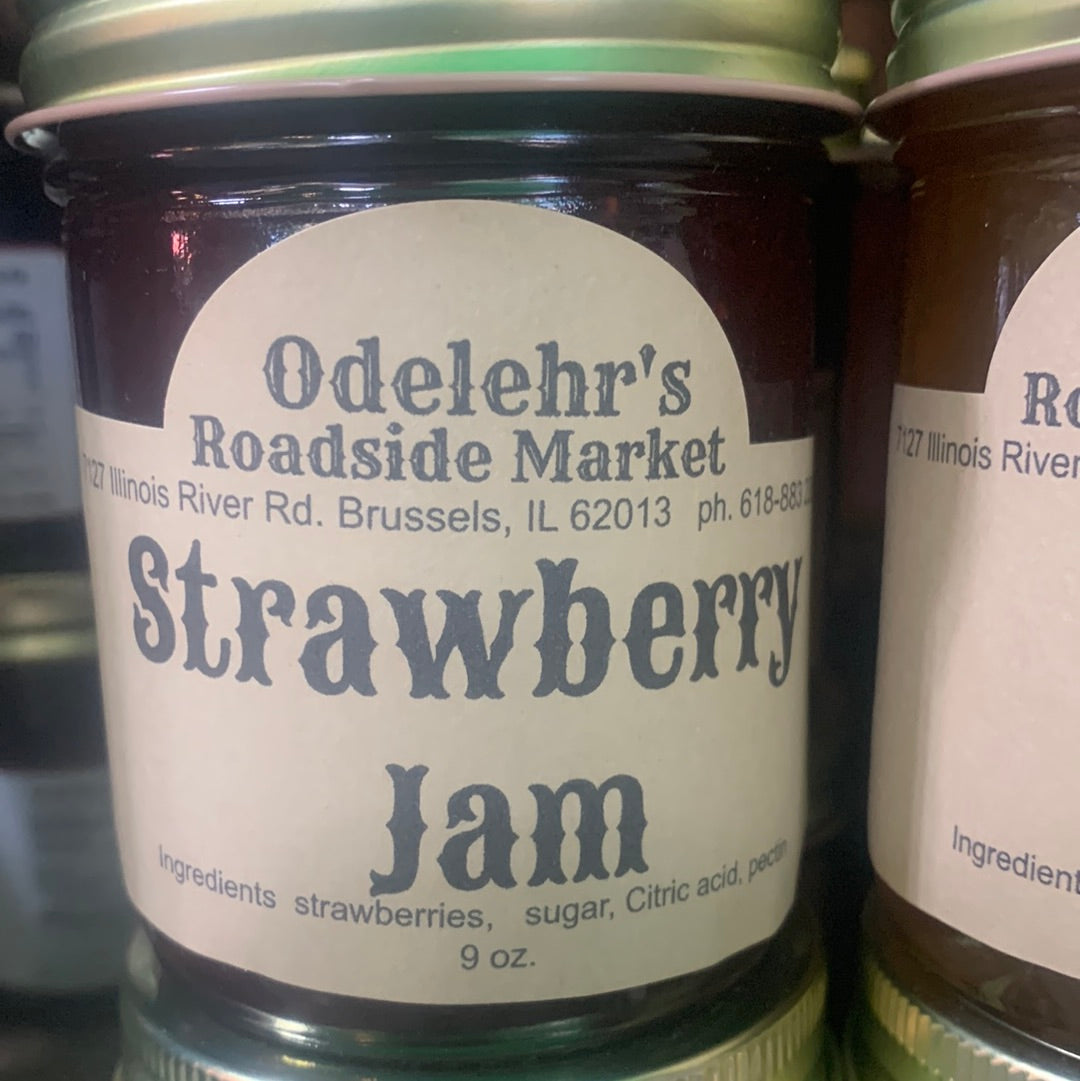 Odelehr's
Roadside Market
7127 Illinois River Rd. Brussels, IL 62013 ph. 618-883
Strawberry
Jam
Ingredients strawberries, sugar, Citric acid, pectin
9 oz.
7127 Illinois River